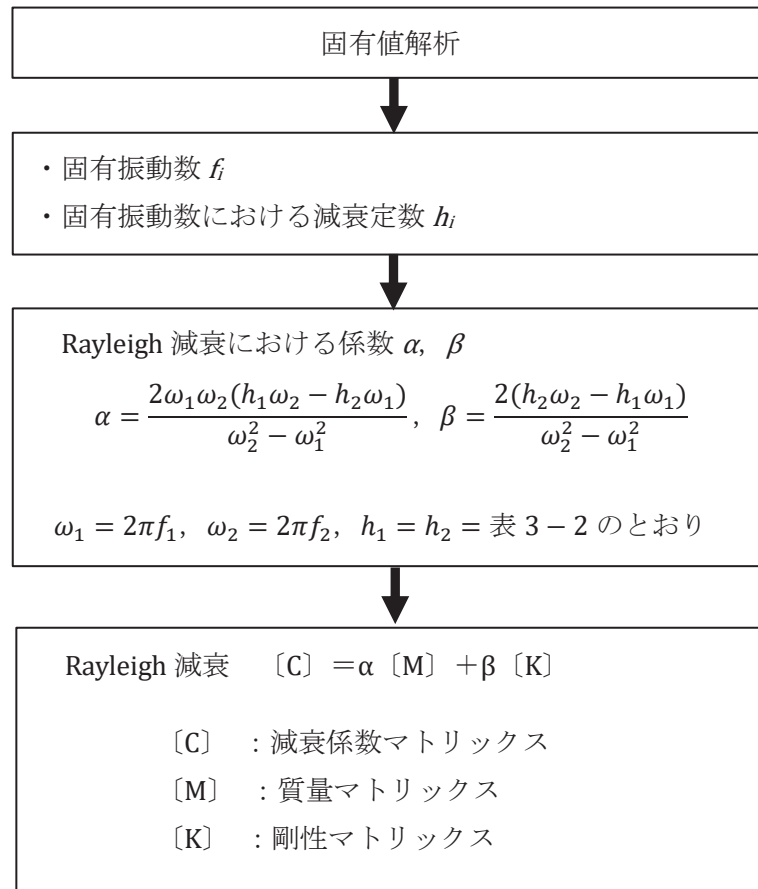 固有値解析
・固有振動数 fi
・固有振動数における減衰定数 hi
Rayleigh 減衰における係数 α, β
α = 2ω₁ω₂(h₁ω₂ − h₂ω₁) / (ω₂² − ω₁²), β = 2(h₂ω₂ − h₁ω₁) / (ω₂² − ω₁²)
ω₁ = 2πf₁, ω₂ = 2πf₂, h₁ = h₂ = 表 3 − 2 のとおり
Rayleigh 減衰 〔C〕=α〔M〕+β〔K〕
〔C〕 :減衰係数マトリックス
〔M〕 :質量マトリックス
〔K〕 :剛性マトリックス